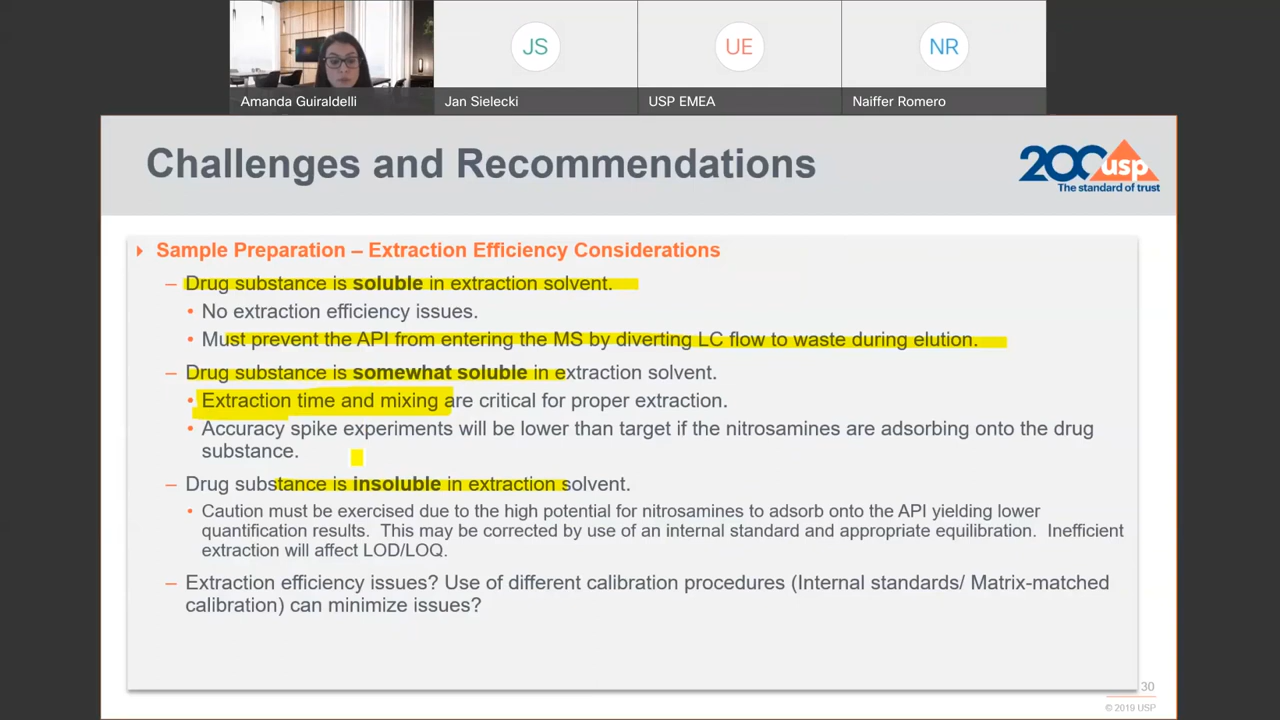 JS
UE
NR
Amanda Guiraldelli
Jan Sielecki
USP EMEA
Naiffer Romero
Challenges and Recommendations
200 usp
The standard of trust
Sample Preparation – Extraction Efficiency Considerations
– Drug substance is soluble in extraction solvent.
• No extraction efficiency issues.
• Must prevent the API from entering the MS by diverting LC flow to waste during elution.
– Drug substance is somewhat soluble in extraction solvent.
• Extraction time and mixing are critical for proper extraction.
• Accuracy spike experiments will be lower than target if the nitrosamines are adsorbing onto the drug
substance.
– Drug substance is insoluble in extraction solvent.
• Caution must be exercised due to the high potential for nitrosamines to adsorb onto the API yielding lower
quantification results. This may be corrected by use of an internal standard and appropriate equilibration. Inefficient
extraction will affect LOD/LOQ.
– Extraction efficiency issues? Use of different calibration procedures (Internal standards/ Matrix-matched
calibration) can minimize issues?
30
© 2019 USP